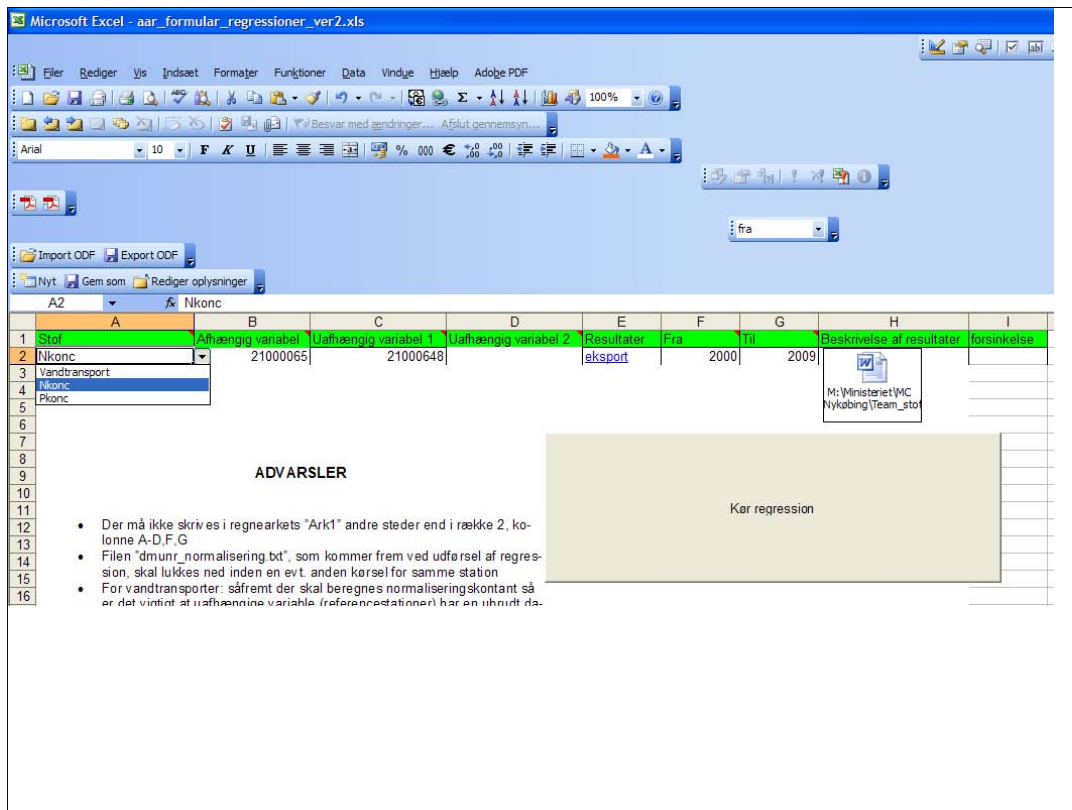 Microsoft Excel - aar_formular_regressioner_ver2.xls
Filer Rediger Vis Indsæt Formater Funktioner Data Vindue Hjælp Adobe PDF
100%
Besvar med ændringer... Afslut gennemsyn...
Arial 10 F K U % 000 €
fra
Import ODF Export ODF
Nyt Gem som Rediger oplysninger
A2 fx Nkonc
A B C D E F G H I
1 Stof Afhængig variabel Uafhængig variabel 1 Uafhængig variabel 2 Resultater Fra Til Beskrivelse af resultater forsinkelse
2 Nkonc 21000065 21000648 eksport 2000 2009
3 Vandtransport
4 Nkonc
5 Pkonc
M:\Ministeriet\MC
Nykøbing\Team_stof
6
7
8
9 ADVARSLER
10
11 Kør regression
12 • Der må ikke skrives i regnearkets "Ark1" andre steder end i række 2, ko-
13 lonne A-D,F,G
14 • Filen "dmunr_normalisering.txt", som kommer frem ved udførsel af regres-
15 sion, skal lukkes ned inden en evt. anden kørsel for samme station
16 • For vandtransporter: såfremt der skal beregnes normaliseringskontant så
er det vigtigt at uafhængige variable (referencestationer) har en ubrudt da-